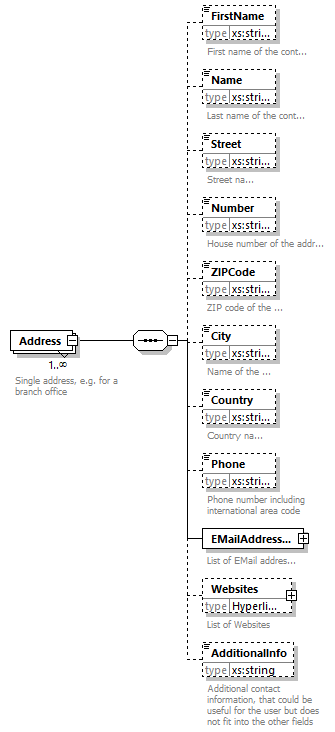 FirstName
type xs:stri...
First name of the cont...
Name
type xs:stri...
Last name of the cont...
Street
type xs:stri...
Street na...
Number
type xs:stri...
House number of the addr...
ZIPCode
type xs:stri...
ZIP code of the ...
City
type xs:stri...
Name of the ...
Address
1..∞
Single address, e.g. for a
branch office
Country
type xs:stri...
Country na...
Phone
type xs:stri...
Phone number including
international area code
EMailAddress...
List of EMail addres...
Websites
type Hyperli...
List of Websites
AdditionalInfo
type xs:string
Additional contact
information, that could be
useful for the user but does
not fit into the other fields